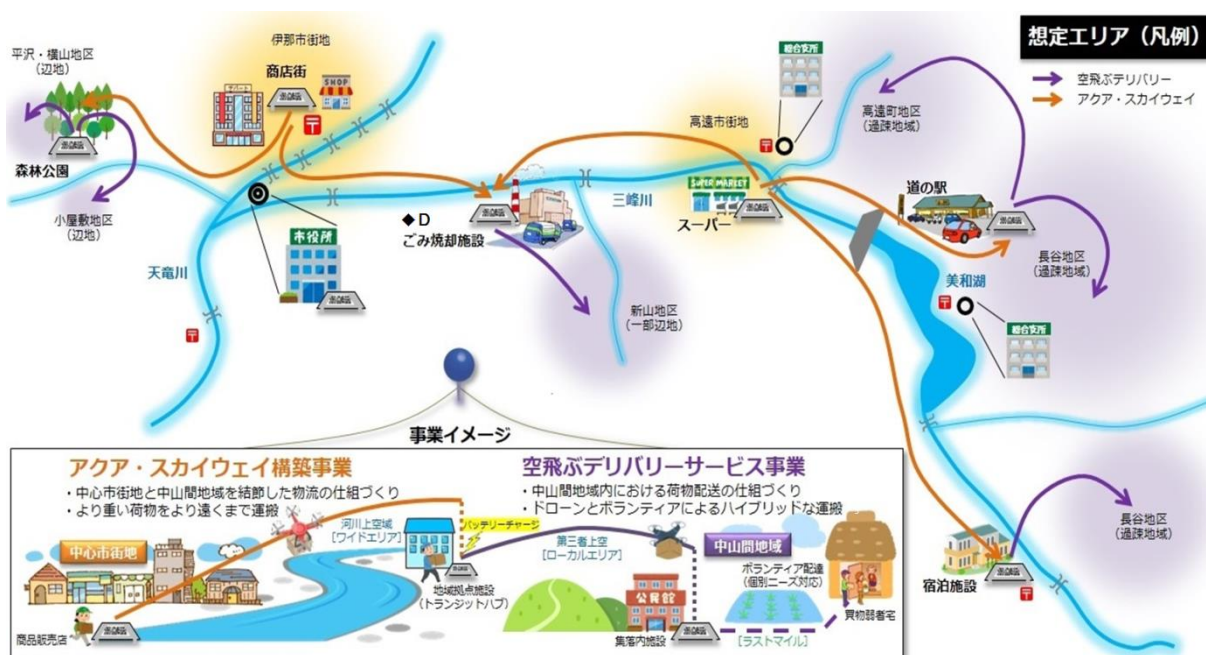 想定エリア（凡例）
空飛ぶデリバリー
アクア・スカイウェイ
平沢・横山地区
（辺地）
森林公園
小屋敷地区
（辺地）
伊那市街地
商店街
デパート
SHOP
天竜川
市役所
◆D
ごみ焼却施設
三峰川
新山地区
（一部辺地）
高遠市街地
SUPER MARKET
スーパー
総合支所
高遠町地区
（過疎地域）
道の駅
長谷地区
（過疎地域）
美和湖
総合支所
宿泊施設
長谷地区
（過疎地域）
事業イメージ
アクア・スカイウェイ構築事業
・中心市街地と中山間地域を結節した物流の仕組づくり
・より重い荷物をより遠くまで運搬
中心市街地
商品販売店
河川上空域
［ワイドエリア］
バッテリーチャージ
地域拠点施設
（トランジットハブ）
空飛ぶデリバリーサービス事業
・中山間地域内における荷物配送の仕組づくり
・ドローンとボランティアによるハイブリッドな運搬
第三者上空
［ローカルエリア］
中山間地域
公民館
集落内施設
ボランティア配達
（個別ニーズ対応）
［ラストマイル］
買物弱者宅